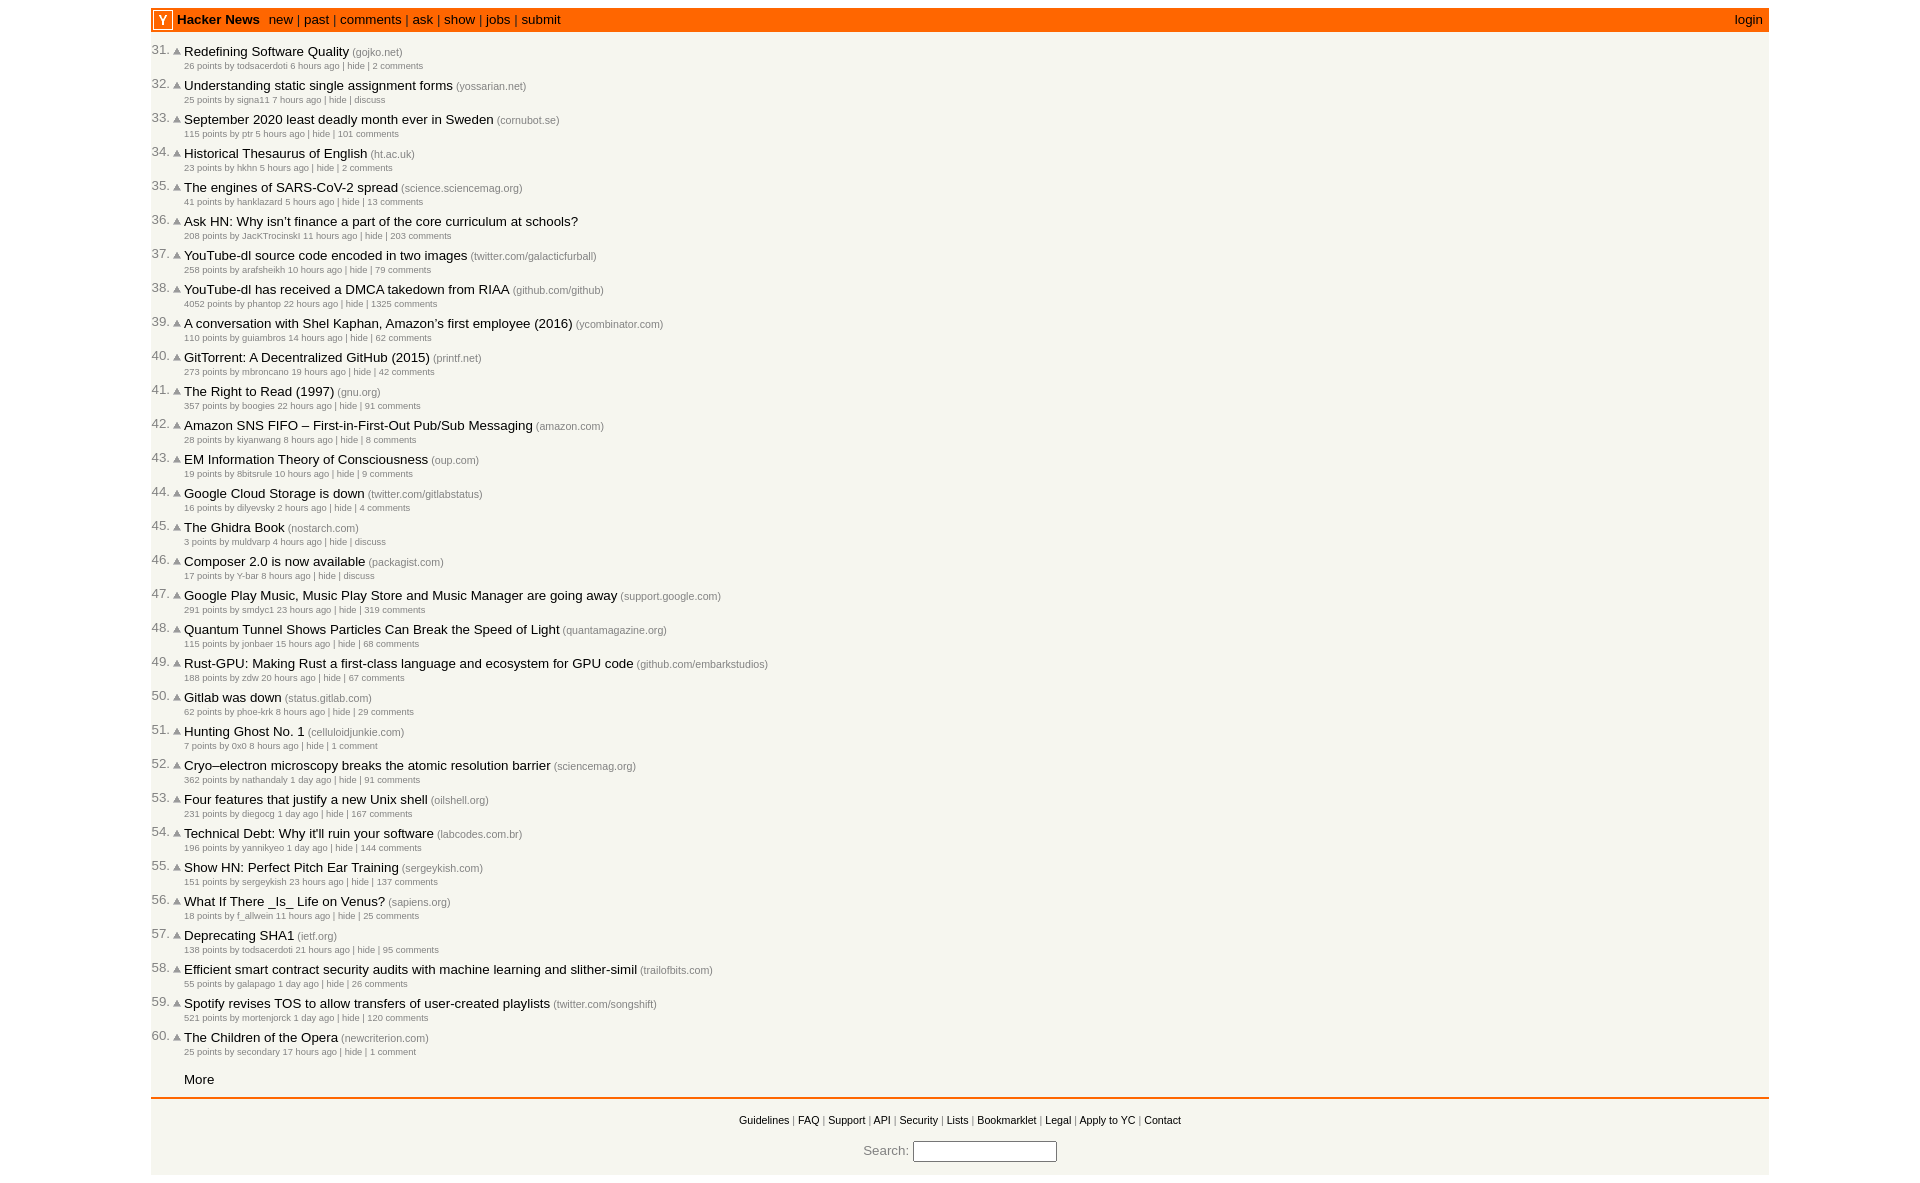 Y Hacker News new | past | comments | ask | show | jobs | submit login
31. Redefining Software Quality (gojko.net)
26 points by todsacerdoti 6 hours ago | hide | 2 comments
32. Understanding static single assignment forms (yossarian.net)
25 points by signa11 7 hours ago | hide | discuss
33. September 2020 least deadly month ever in Sweden (cornubot.se)
115 points by ptr 5 hours ago | hide | 101 comments
34. Historical Thesaurus of English (ht.ac.uk)
23 points by hkhn 5 hours ago | hide | 2 comments
35. The engines of SARS-CoV-2 spread (science.sciencemag.org)
41 points by hanklazard 5 hours ago | hide | 13 comments
36. Ask HN: Why isn’t finance a part of the core curriculum at schools?
208 points by JacKTrocinskI 11 hours ago | hide | 203 comments
37. YouTube-dl source code encoded in two images (twitter.com/galacticfurball)
258 points by arafsheikh 10 hours ago | hide | 79 comments
38. YouTube-dl has received a DMCA takedown from RIAA (github.com/github)
4052 points by phantop 22 hours ago | hide | 1325 comments
39. A conversation with Shel Kaphan, Amazon’s first employee (2016) (ycombinator.com)
110 points by guiambros 14 hours ago | hide | 62 comments
40. GitTorrent: A Decentralized GitHub (2015) (printf.net)
273 points by mbroncano 19 hours ago | hide | 42 comments
41. The Right to Read (1997) (gnu.org)
357 points by boogies 22 hours ago | hide | 91 comments
42. Amazon SNS FIFO – First-in-First-Out Pub/Sub Messaging (amazon.com)
28 points by kiyanwang 8 hours ago | hide | 8 comments
43. EM Information Theory of Consciousness (oup.com)
19 points by 8bitsrule 10 hours ago | hide | 9 comments
44. Google Cloud Storage is down (twitter.com/gitlabstatus)
16 points by dilyevsky 2 hours ago | hide | 4 comments
45. The Ghidra Book (nostarch.com)
3 points by muldvarp 4 hours ago | hide | discuss
46. Composer 2.0 is now available (packagist.com)
17 points by Y-bar 8 hours ago | hide | discuss
47. Google Play Music, Music Play Store and Music Manager are going away (support.google.com)
291 points by smdyc1 23 hours ago | hide | 319 comments
48. Quantum Tunnel Shows Particles Can Break the Speed of Light (quantamagazine.org)
115 points by jonbaer 15 hours ago | hide | 68 comments
49. Rust-GPU: Making Rust a first-class language and ecosystem for GPU code (github.com/embarkstudios)
188 points by zdw 20 hours ago | hide | 67 comments
50. Gitlab was down (status.gitlab.com)
62 points by phoe-krk 8 hours ago | hide | 29 comments
51. Hunting Ghost No. 1 (celluloidjunkie.com)
7 points by 0x0 8 hours ago | hide | 1 comment
52. Cryo–electron microscopy breaks the atomic resolution barrier (sciencemag.org)
362 points by nathandaly 1 day ago | hide | 91 comments
53. Four features that justify a new Unix shell (oilshell.org)
231 points by diegocg 1 day ago | hide | 167 comments
54. Technical Debt: Why it'll ruin your software (labcodes.com.br)
196 points by yannikyeo 1 day ago | hide | 144 comments
55. Show HN: Perfect Pitch Ear Training (sergeykish.com)
151 points by sergeykish 23 hours ago | hide | 137 comments
56. What If There _Is_ Life on Venus? (sapiens.org)
18 points by f_allwein 11 hours ago | hide | 25 comments
57. Deprecating SHA1 (ietf.org)
138 points by todsacerdoti 21 hours ago | hide | 95 comments
58. Efficient smart contract security audits with machine learning and slither-simil (trailofbits.com)
55 points by galapago 1 day ago | hide | 26 comments
59. Spotify revises TOS to allow transfers of user-created playlists (twitter.com/songshift)
521 points by mortenjorck 1 day ago | hide | 120 comments
60. The Children of the Opera (newcriterion.com)
25 points by secondary 17 hours ago | hide | 1 comment
More
Guidelines | FAQ | Support | API | Security | Lists | Bookmarklet | Legal | Apply to YC | Contact
Search: